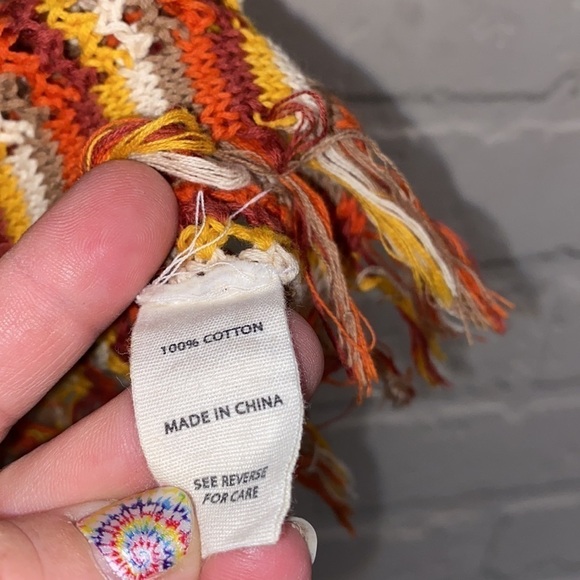 100% COTTON
MADE IN CHINA
SEE REVERSE
FOR CARE